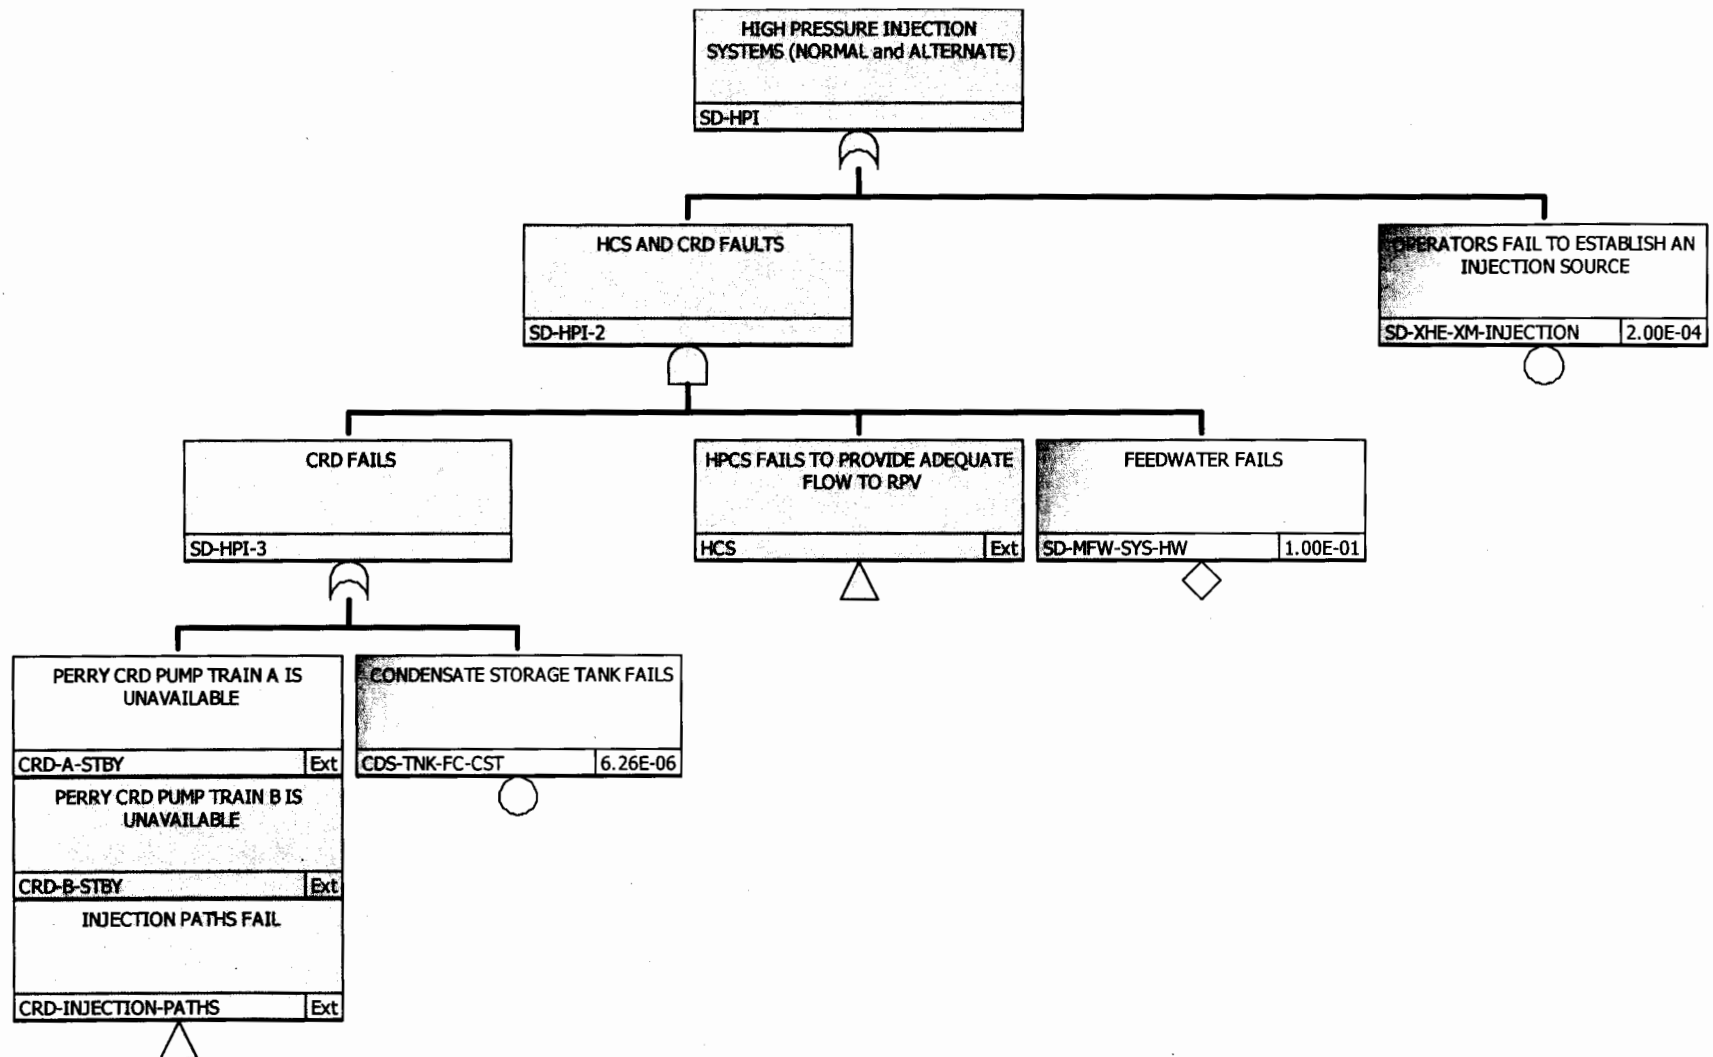 HIGH PRESSURE INJECTION
SYSTEMS (NORMAL and ALTERNATE)
SD-HPI
HCS AND CRD FAULTS
SD-HPI-2
OPERATORS FAIL TO ESTABLISH AN
INJECTION SOURCE
SD-XHE-XM-INJECTION 2.00E-04
CRD FAILS
SD-HPI-3
HPCS FAILS TO PROVIDE ADEQUATE
FLOW TO RPV
HCS Ext
FEEDWATER FAILS
SD-MFW-SYS-HW 1.00E-01
PERRY CRD PUMP TRAIN A IS
UNAVAILABLE
CRD-A-STBY Ext
PERRY CRD PUMP TRAIN B IS
UNAVAILABLE
CRD-B-STBY Ext
INJECTION PATHS FAIL
CRD-INJECTION-PATHS Ext
CONDENSATE STORAGE TANK FAILS
CDS-TNK-FC-CST 6.26E-06